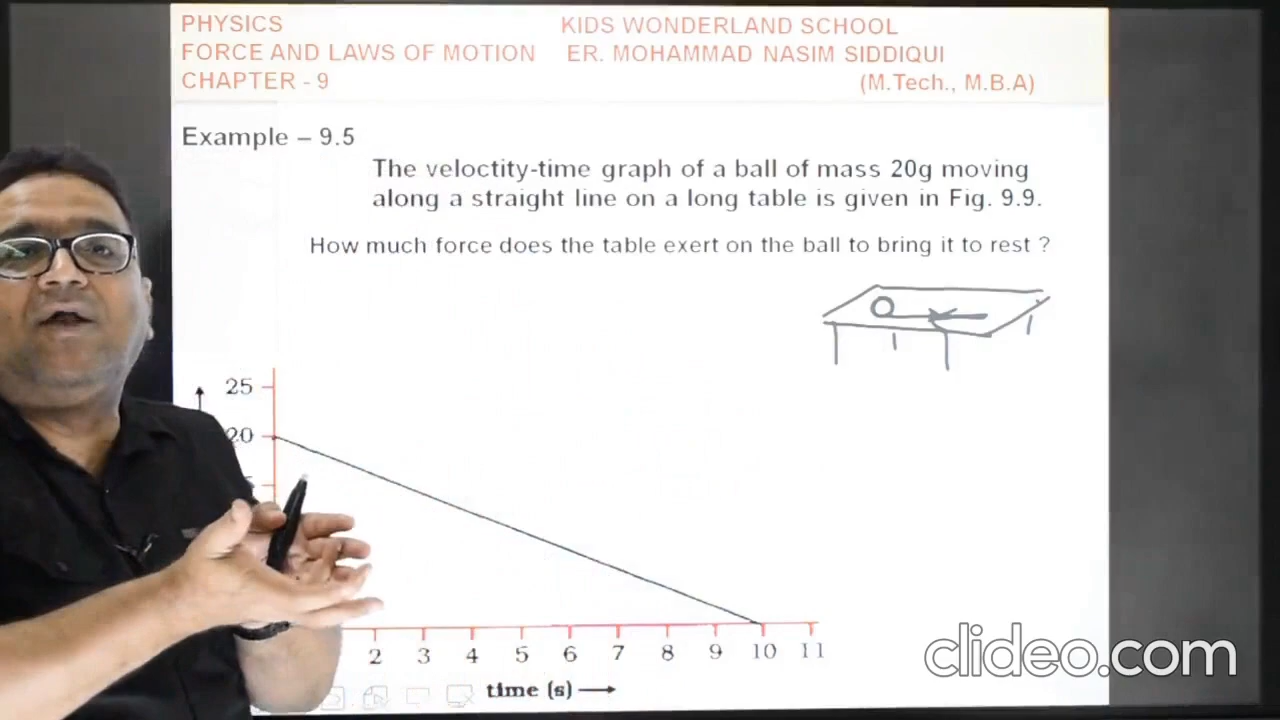 PHYSICS KIDS WONDERLAND SCHOOL
FORCE AND LAWS OF MOTION ER. MOHAMMAD NASIM SIDDIQUI
CHAPTER - 9 (M.Tech., M.B.A)
Example – 9.5
The veloctity-time graph of a ball of mass 20g moving
along a straight line on a long table is given in Fig. 9.9.
How much force does the table exert on the ball to bring it to rest ?
25
20
2 3 4 5 6 7 8 9 10 11
time (s)
clideo.com